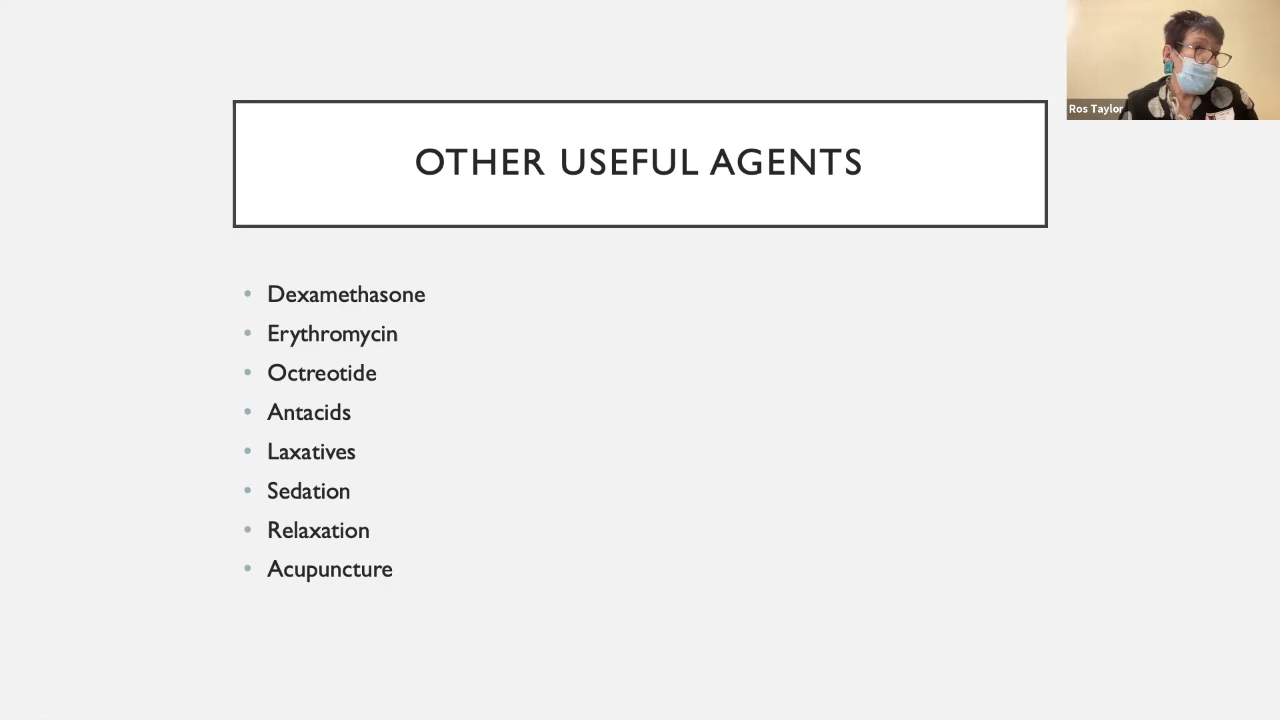 OTHER USEFUL AGENTS
• Dexamethasone
• Erythromycin
• Octreotide
• Antacids
• Laxatives
• Sedation
• Relaxation
• Acupuncture
Ros Taylor